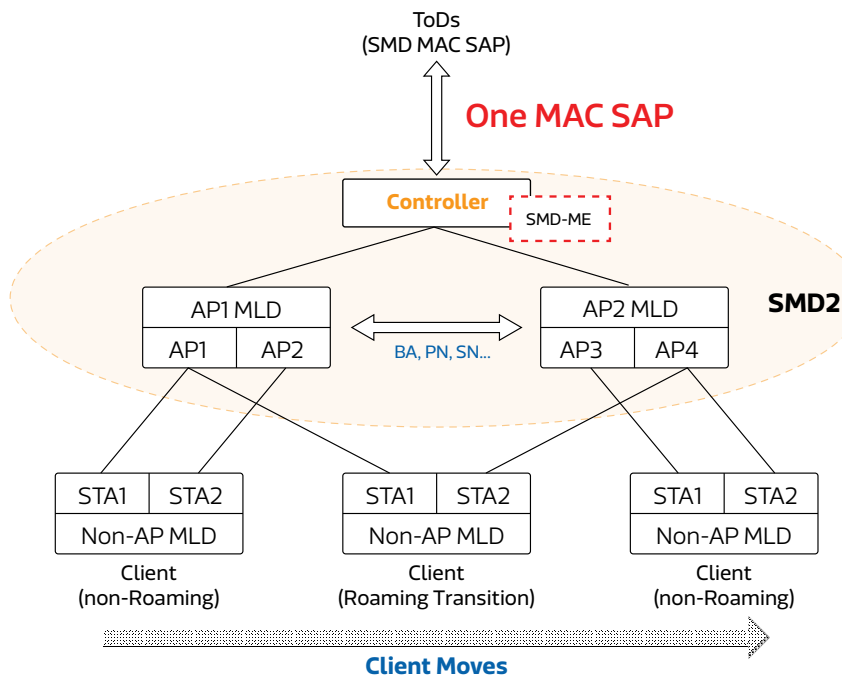 ToDs
(SMD MAC SAP)
One MAC SAP
Controller
SMD-ME
AP1 MLD
AP2 MLD
SMD2
AP1 AP2
AP3 AP4
BA, PN, SN...
STA1 STA2
STA1 STA2
STA1 STA2
Non-AP MLD
Non-AP MLD
Non-AP MLD
Client
(non-Roaming)
Client
(Roaming Transition)
Client
(non-Roaming)
Client Moves